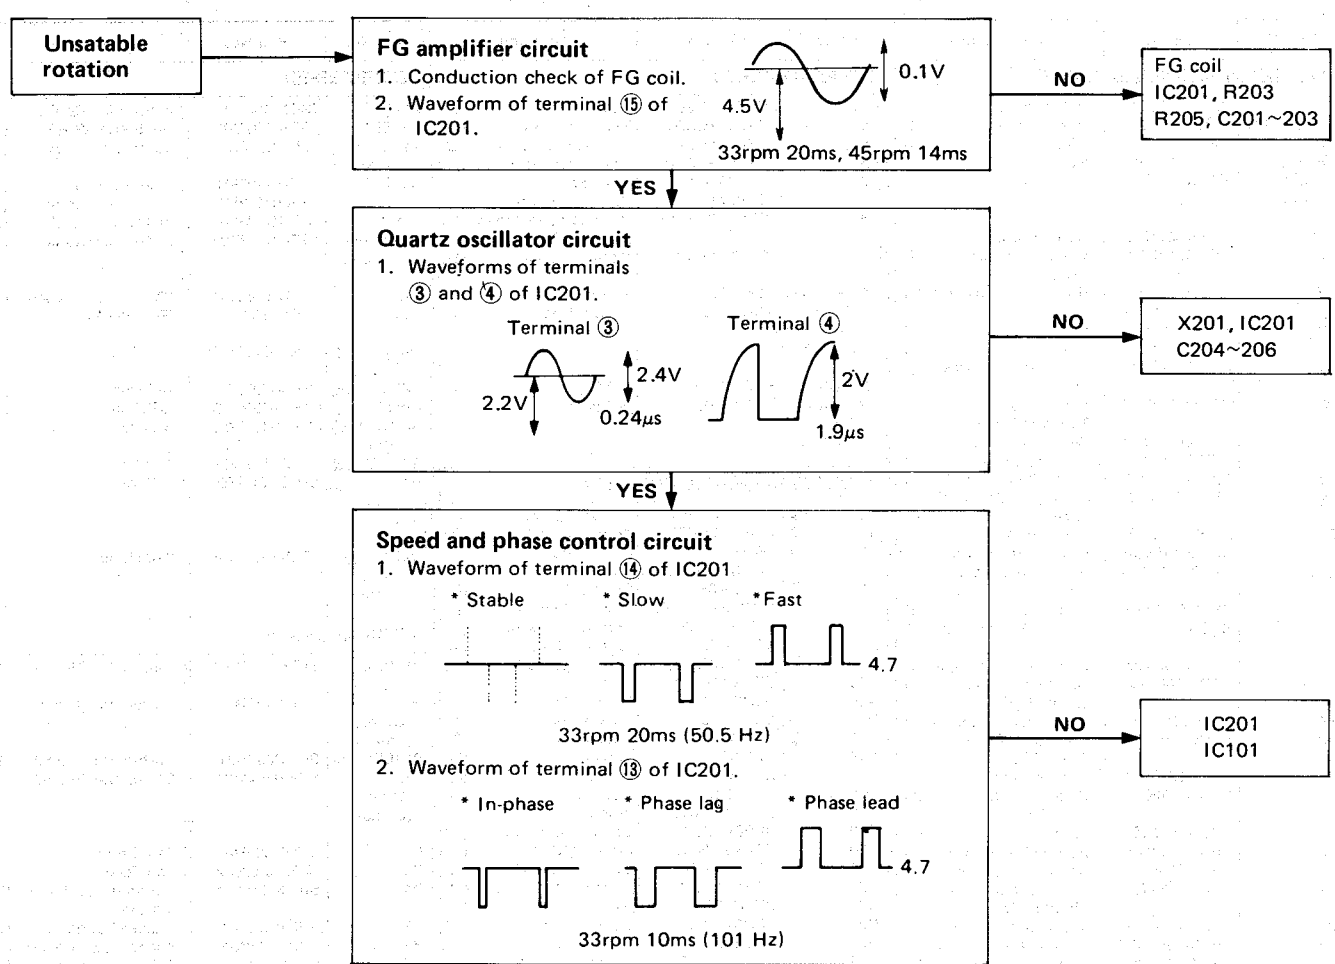 Unsatable
rotation
FG amplifier circuit
1. Conduction check of FG coil.
2. Waveform of terminal ⑮ of
IC201.
0.1V
4.5V
33rpm 20ms, 45rpm 14ms
NO
FG coil
IC201, R203
R205, C201~203
YES
Quartz oscillator circuit
1. Waveforms of terminals
③ and ④ of IC201.
Terminal ③
2.4V
2.2V
0.24μs
Terminal ④
2V
1.9μs
NO
X201, IC201
C204~206
YES
Speed and phase control circuit
1. Waveform of terminal ⑭ of IC201
* Stable * Slow * Fast
4.7
33rpm 20ms (50.5 Hz)
2. Waveform of terminal ⑬ of IC201.
* In-phase * Phase lag * Phase lead
4.7
33rpm 10ms (101 Hz)
NO
IC201
IC101